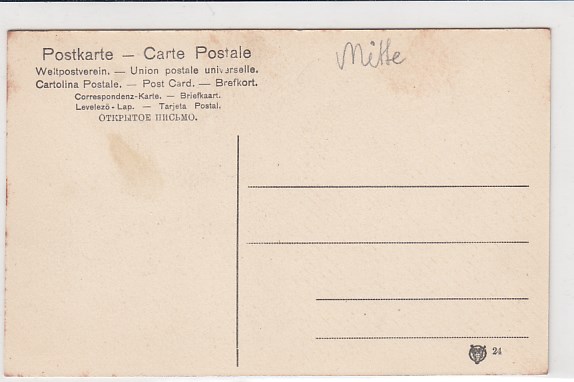 Postkarte — Carte Postale
Weltpostverein. — Union postale universelle.
Cartolina Postale. — Post Card. — Brefkort.
Correspondenz-Karte. — Briefkaart.
Levelező-Lap. — Tarjeta Postal.
ОТКРЫТОЕ ПИСЬМО.
Mitte
24